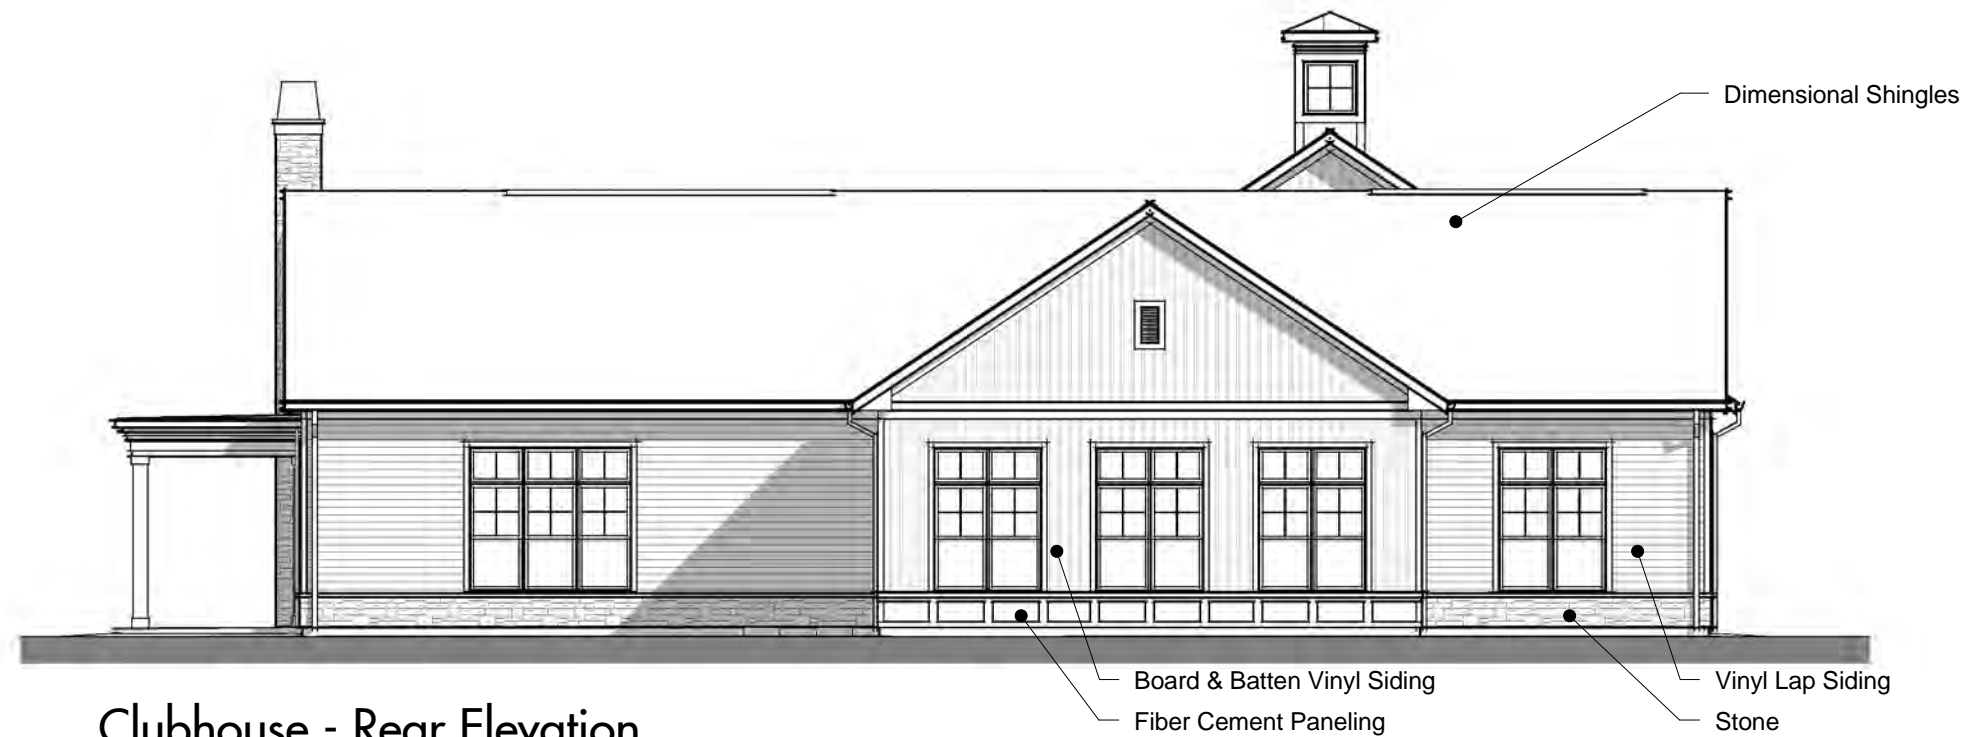 Dimensional Shingles
Board & Batten Vinyl Siding
Fiber Cement Paneling
Vinyl Lap Siding
Stone
Clubhouse - Rear Elevation